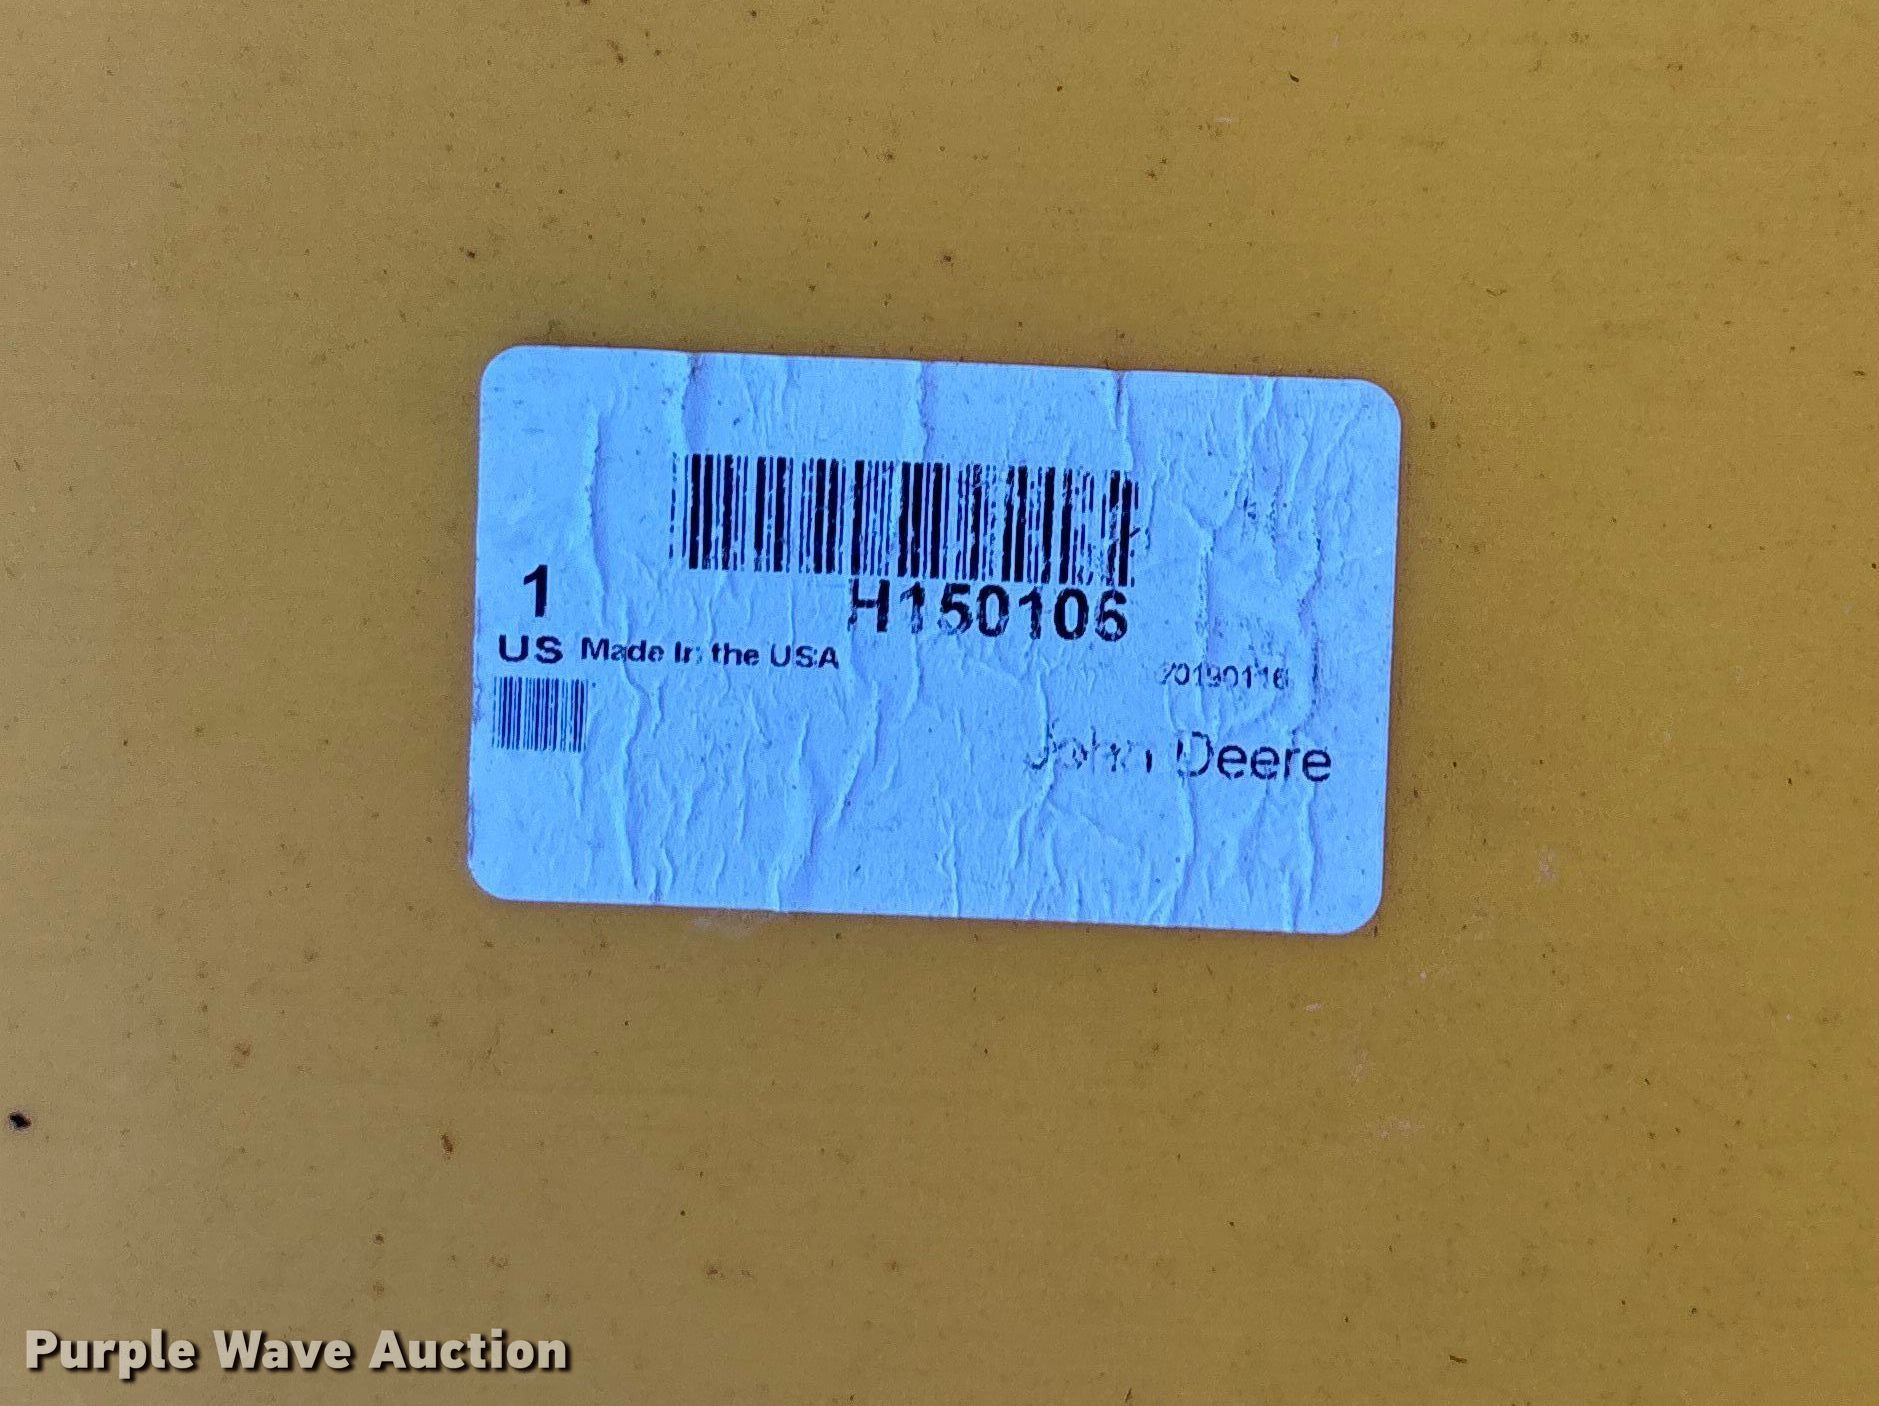 1
H150106
US Made In the USA
20190116
John Deere
Purple Wave Auction